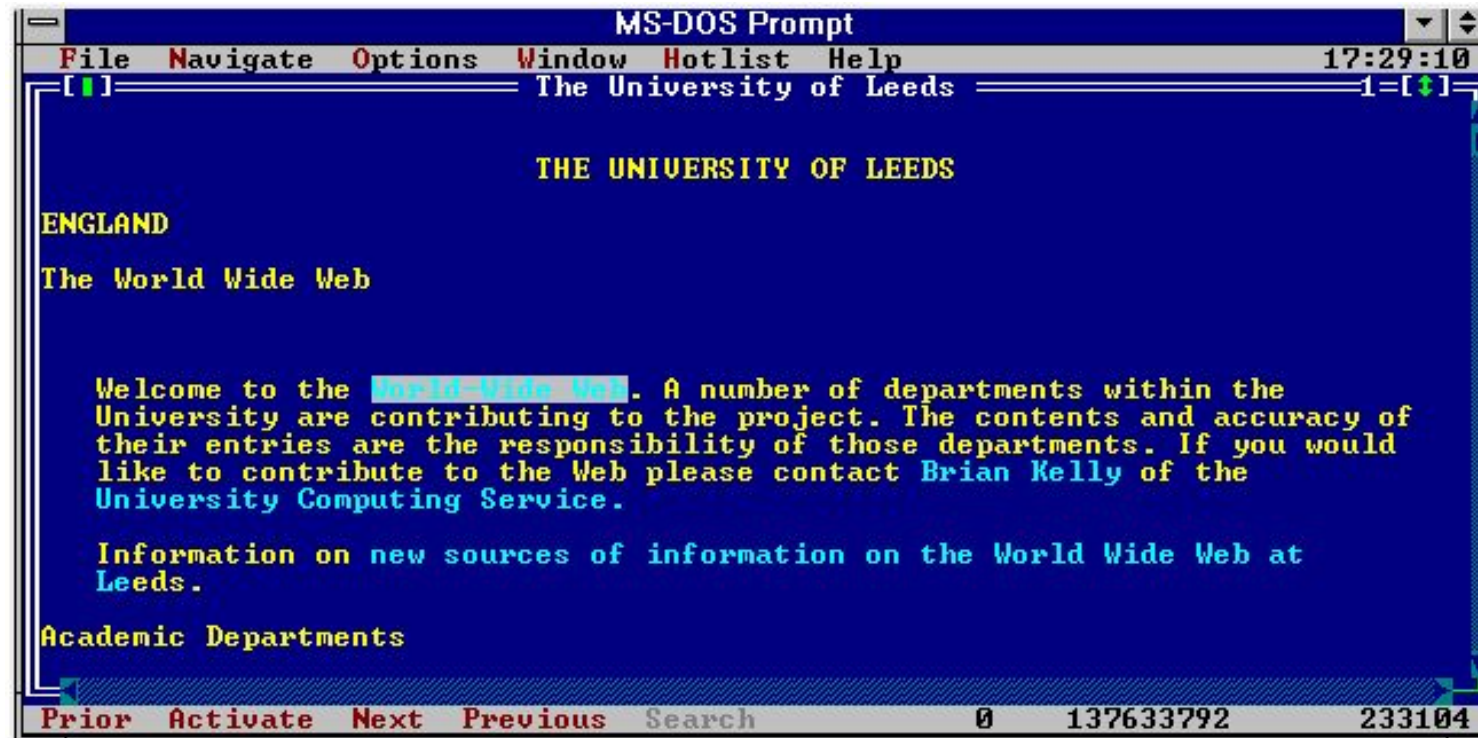 MS-DOS Prompt
File Navigate Options Window Hotlist Help 17:29:10
[ ] The University of Leeds 1=[↕]
THE UNIVERSITY OF LEEDS
ENGLAND
The World Wide Web
Welcome to the World-Wide Web. A number of departments within the
University are contributing to the project. The contents and accuracy of
their entries are the responsibility of those departments. If you would
like to contribute to the Web please contact Brian Kelly of the
University Computing Service.
Information on new sources of information on the World Wide Web at
Leeds.
Academic Departments
Prior Activate Next Previous Search 0 137633792 233104